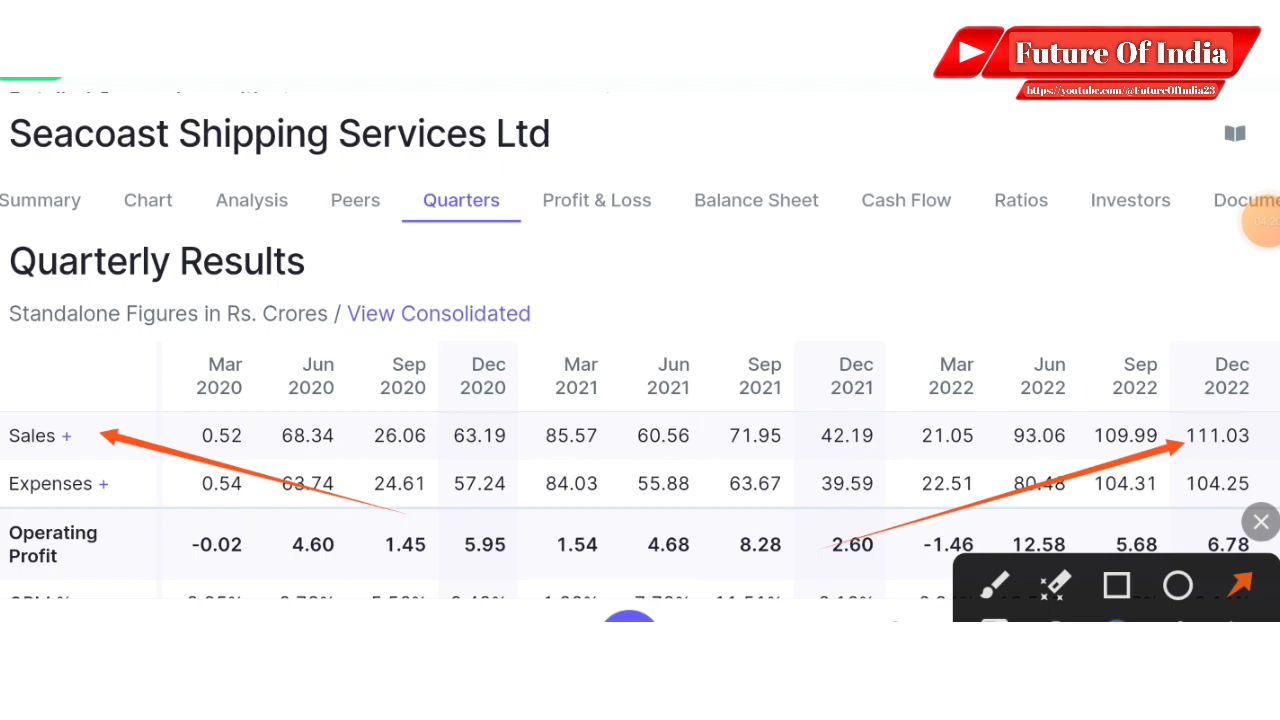 Future Of India
https://youtube.com/@FutureOfIndia23
Seacoast Shipping Services Ltd
Summary Chart Analysis Peers Quarters Profit & Loss Balance Sheet Cash Flow Ratios Investors Docume
Quarterly Results
Standalone Figures in Rs. Crores / View Consolidated
Mar Jun Sep Dec Mar Jun Sep Dec Mar Jun Sep Dec
2020 2020 2020 2020 2021 2021 2021 2021 2022 2022 2022 2022
Sales + 0.52 68.34 26.06 63.19 85.57 60.56 71.95 42.19 21.05 93.06 109.99 111.03
Expenses + 0.54 63.74 24.61 57.24 84.03 55.88 63.67 39.59 22.51 80.48 104.31 104.25
Operating
Profit -0.02 4.60 1.45 5.95 1.54 4.68 8.28 2.60 -1.46 12.58 5.68 6.78